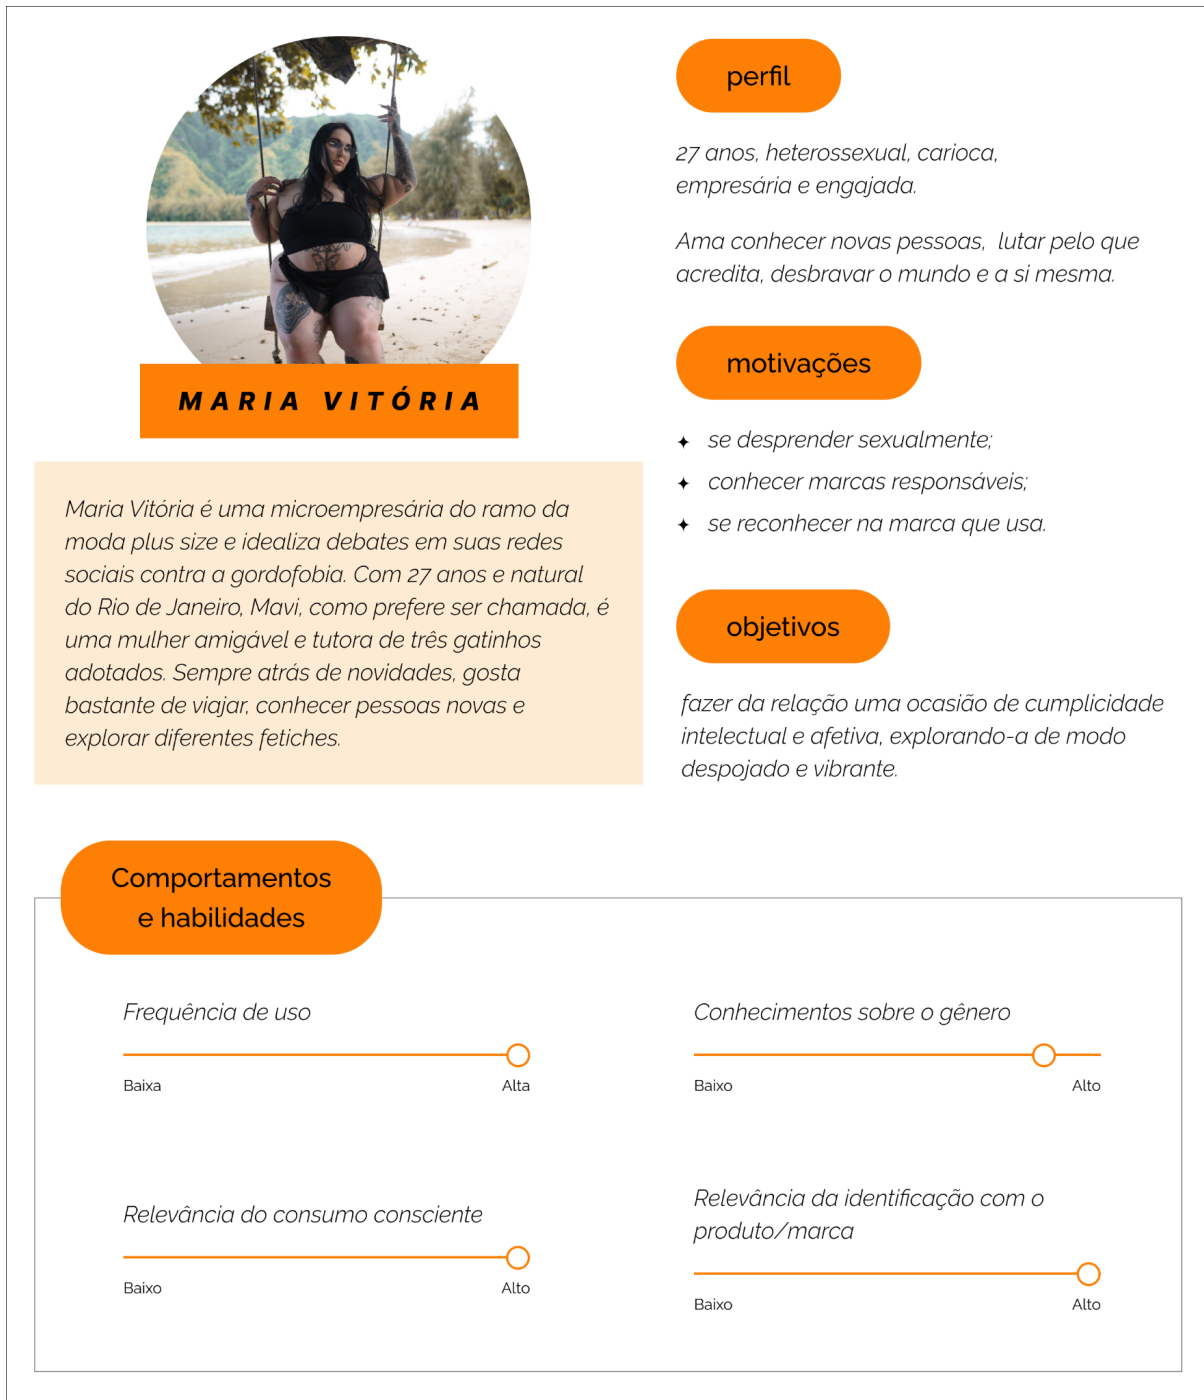 MARIA VITÓRIA
Maria Vitória é uma microempresária do ramo da
moda plus size e idealiza debates em suas redes
sociais contra a gordofobia. Com 27 anos e natural
do Rio de Janeiro, Mavi, como prefere ser chamada, é
uma mulher amigável e tutora de três gatinhos
adotados. Sempre atrás de novidades, gosta
bastante de viajar, conhecer pessoas novas e
explorar diferentes fetiches.
perfil
27 anos, heterossexual, carioca,
empresária e engajada.
Ama conhecer novas pessoas, lutar pelo que
acredita, desbravar o mundo e a si mesma.
motivações
✦ se desprender sexualmente;
✦ conhecer marcas responsáveis;
✦ se reconhecer na marca que usa.
objetivos
fazer da relação uma ocasião de cumplicidade
intelectual e afetiva, explorando-a de modo
despojado e vibrante.
Comportamentos
e habilidades
Frequência de uso
Baixa Alta
Conhecimentos sobre o gênero
Baixo Alto
Relevância do consumo consciente
Baixo Alto
Relevância da identificação com o
produto/marca
Baixo Alto